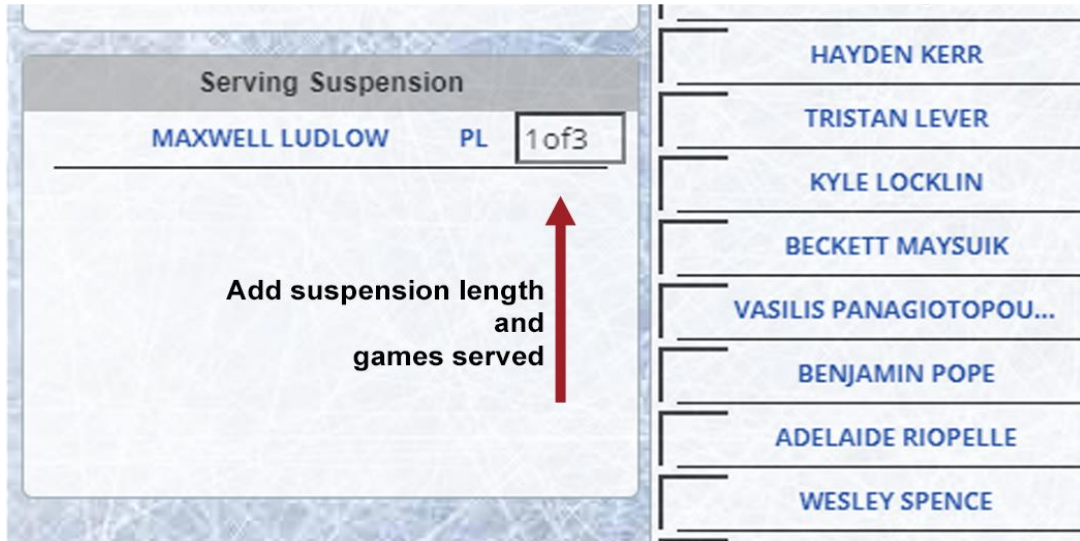 Serving Suspension
MAXWELL LUDLOW PL 1of3
Add suspension length
and
games served
HAYDEN KERR
TRISTAN LEVER
KYLE LOCKLIN
BECKETT MAYSUIK
VASILIS PANAGIOTOPOU...
BENJAMIN POPE
ADELAIDE RIOPELLE
WESLEY SPENCE